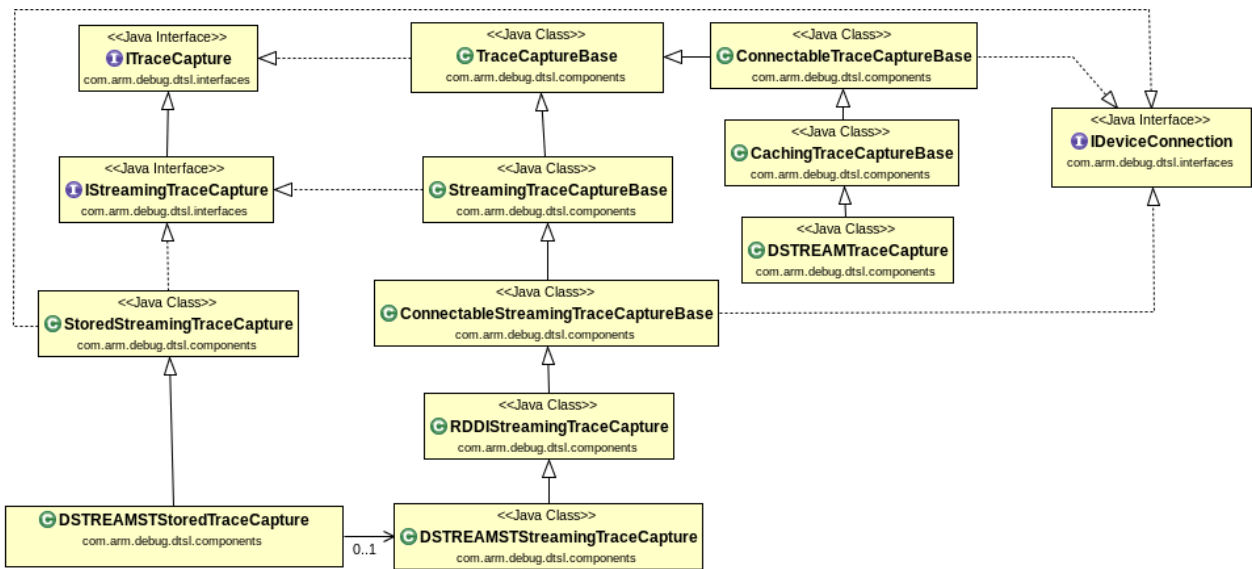 <<Java Interface>>
I ITraceCapture
com.arm.debug.dtsl.interfaces
<<Java Class>>
C TraceCaptureBase
com.arm.debug.dtsl.components
<<Java Class>>
C ConnectableTraceCaptureBase
com.arm.debug.dtsl.components
<<Java Interface>>
I IDeviceConnection
com.arm.debug.dtsl.interfaces
<<Java Class>>
C CachingTraceCaptureBase
com.arm.debug.dtsl.components
<<Java Interface>>
I IStreamingTraceCapture
com.arm.debug.dtsl.interfaces
<<Java Class>>
C StreamingTraceCaptureBase
com.arm.debug.dtsl.components
<<Java Class>>
C DSTREAMTraceCapture
com.arm.debug.dtsl.components
<<Java Class>>
C StoredStreamingTraceCapture
com.arm.debug.dtsl.components
<<Java Class>>
C ConnectableStreamingTraceCaptureBase
com.arm.debug.dtsl.components
<<Java Class>>
C RDDIStreamingTraceCapture
com.arm.debug.dtsl.components
C DSTREAMSTStoredTraceCapture
com.arm.debug.dtsl.components
0..1
<<Java Class>>
C DSTREAMSTStreamingTraceCapture
com.arm.debug.dtsl.components